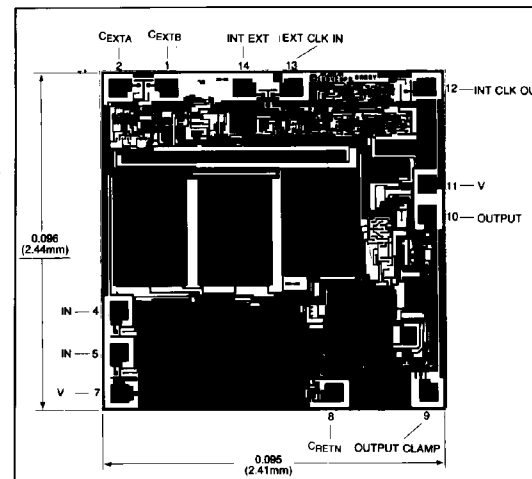 CEXTA CEXTB INT EXT EXT CLK IN
2 1 14 13
12 INT CLK OU
11 V
10 OUTPUT
0.096
(2.44mm)
IN 4
IN 5
V 7
8 9
CRETN OUTPUT CLAMP
0.095
(2.41mm)